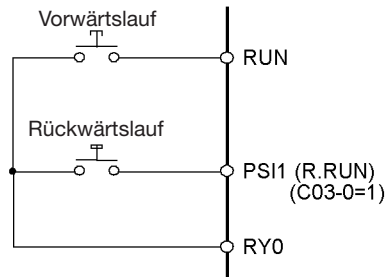 Vorwärtslauf
RUN
Rückwärtslauf
PSI1 (R.RUN)
(C03-0=1)
RY0